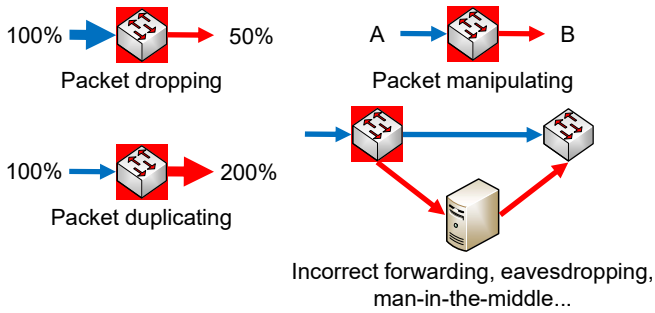 100% 50%
Packet dropping
A B
Packet manipulating
100% 200%
Packet duplicating
Incorrect forwarding, eavesdropping,
man-in-the-middle...